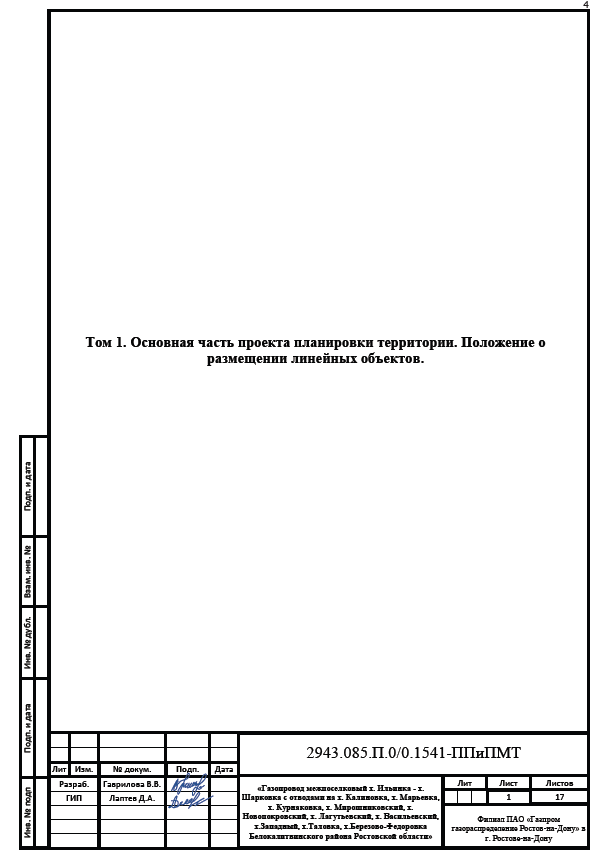 4
Том 1. Основная часть проекта планировки территории. Положение о
размещении линейных объектов.
Подп. и дата
Взам. инв. №
Инв. № дубл.
Подп. и дата
Инв. № подп
2943.085.П.0/0.1541-ППиПМТ
Лит Изм. № докум. Подп. Дата
Разраб. Гаврилова В.В.
ГИП Лаптев Д.А.
«Газопровод межпоселковый х. Ильинка - х.
Шарковка с отводами на х. Калиновка, х. Марьевка,
х. Курнаковка, х. Мирошниковский, х.
Новопокровский, х. Лагутьевский, х. Васильевский,
х.Западный, х.Таловка, х.Березово-Федоровка
Белокалитвинского района Ростовской области»
Лит Лист Листов
1 17
Филиал ПАО «Газпром
газораспределение Ростов-на-Дону» в
г. Ростове-на-Дону